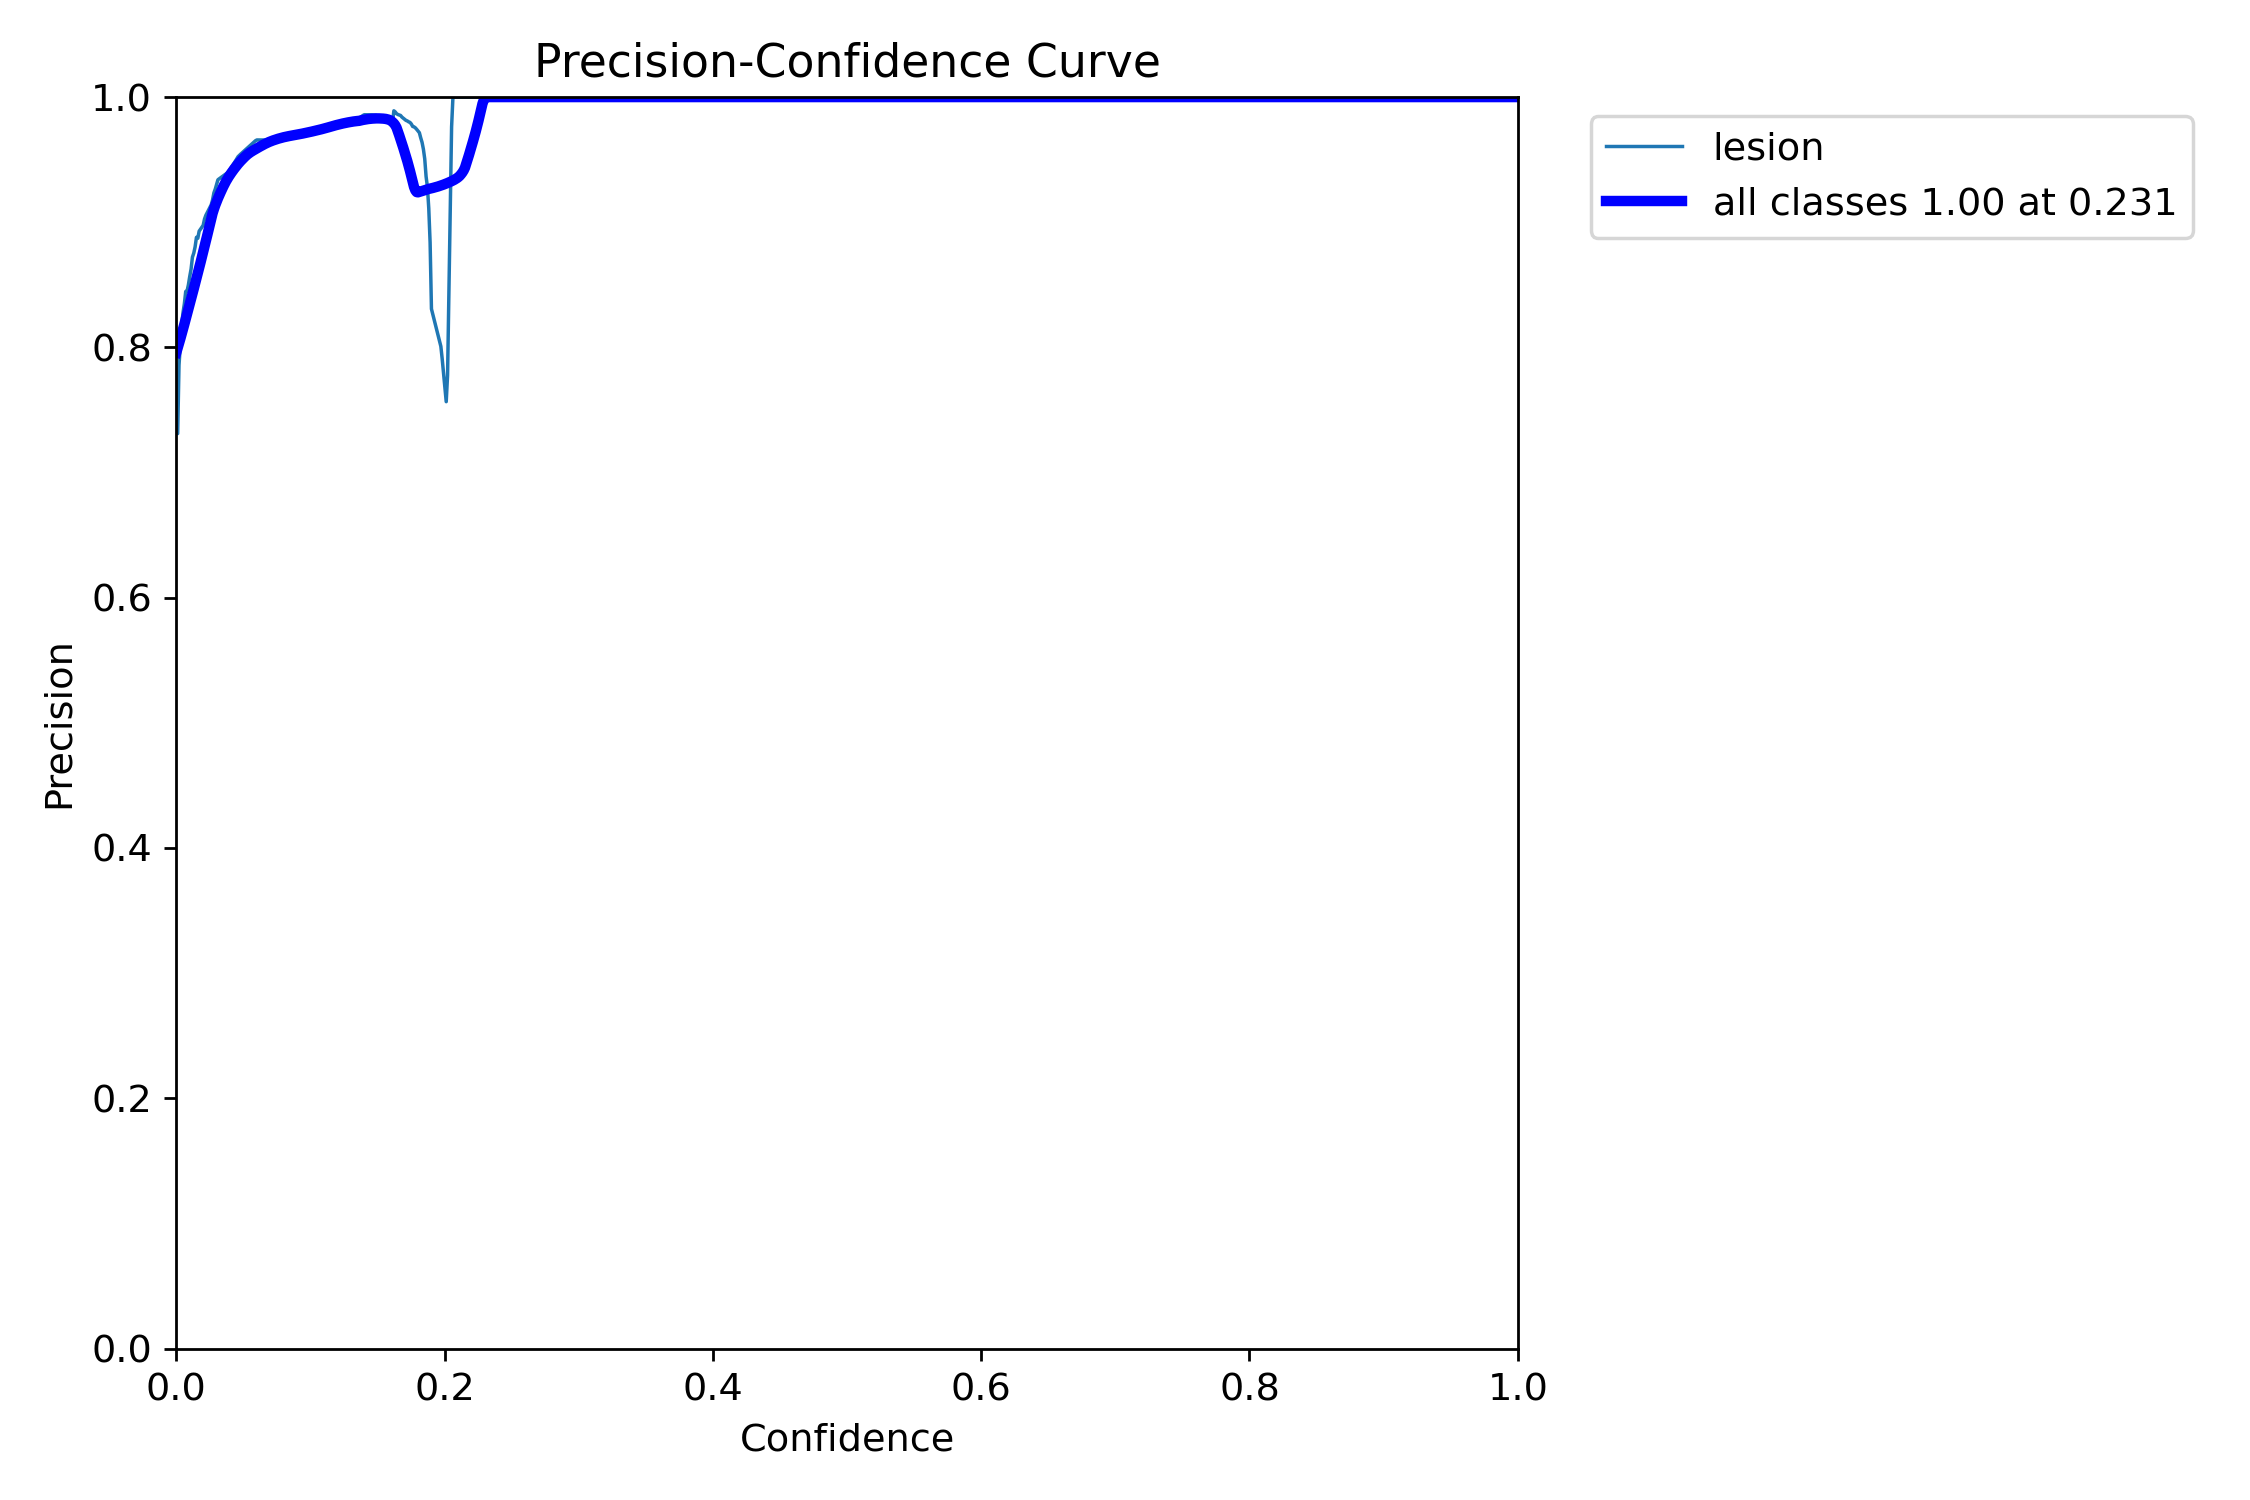 Precision-Confidence Curve
1.0
0.8
0.6
0.4
0.2
0.0
Precision
0.0 0.2 0.4 0.6 0.8 1.0
Confidence
lesion
all classes 1.00 at 0.231